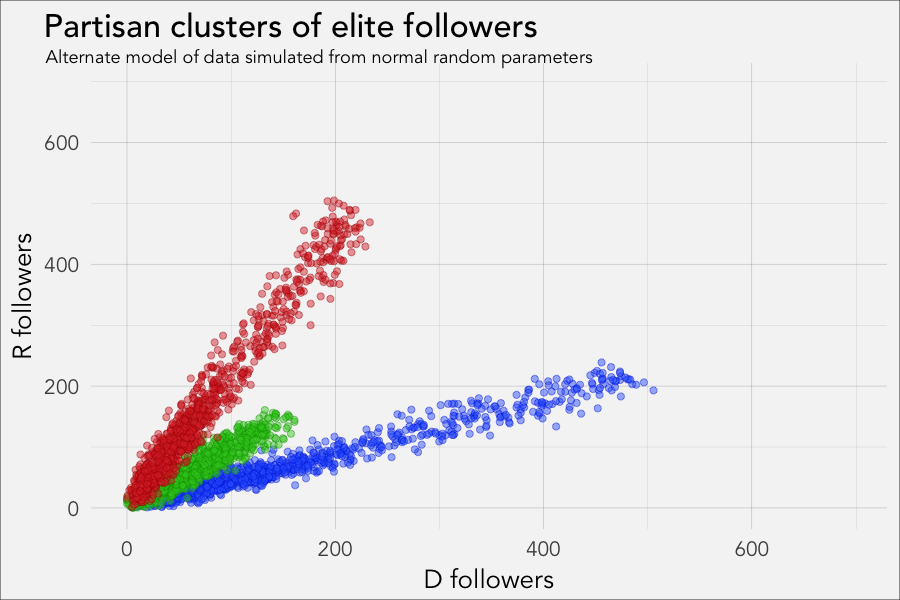 Partisan clusters of elite followers
Alternate model of data simulated from normal random parameters
R followers
600
400
200
0
0 200 400 600
D followers